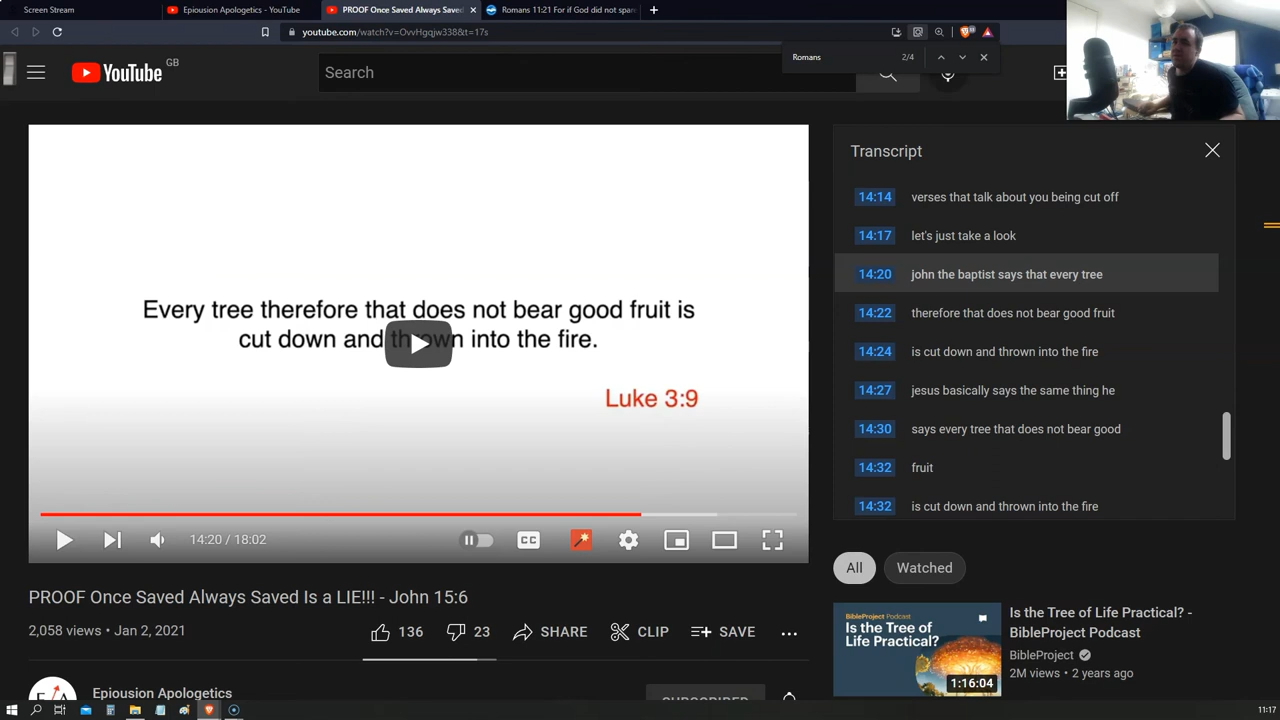 Screen Stream
Epiousion Apologetics - YouTube
PROOF Once Saved Always Saved
Romans 11:21 For if God did not spar
youtube.com/watch?v=OvvHgqjw338&t=17s
Romans
2/4
YouTube
GB
Search
Transcript
14:14 verses that talk about you being cut off
14:17 let's just take a look
14:20 john the baptist says that every tree
14:22 therefore that does not bear good fruit
14:24 is cut down and thrown into the fire
14:27 jesus basically says the same thing he
14:30 says every tree that does not bear good
14:32 fruit
14:32 is cut down and thrown into the fire
Every tree therefore that does not bear good fruit is
cut down and thrown into the fire.
Luke 3:9
14:20 / 18:02
CC
PROOF Once Saved Always Saved Is a LIE!!! - John 15:6
2,058 views • Jan 2, 2021
136
23
SHARE
CLIP
SAVE
Epiousion Apologetics
SUBSCRIBED
All
Watched
BibleProject Podcast
Is the Tree of
Life Practical?
1:16:04
Is the Tree of Life Practical? -
BibleProject Podcast
BibleProject
2M views • 2 years ago
11:17